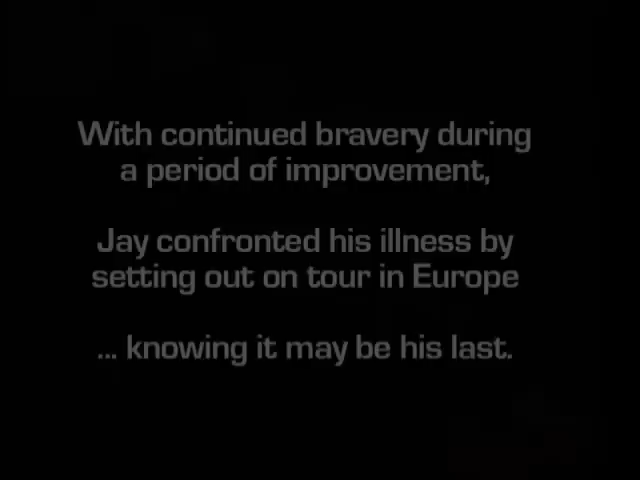 With continued bravery during
a period of improvement,
Jay confronted his illness by
setting out on tour in Europe
... knowing it may be his last.